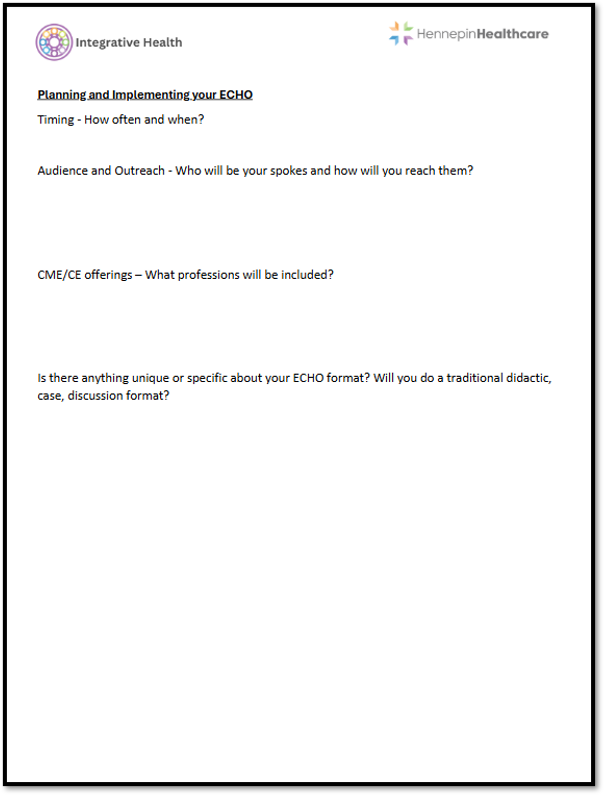 Integrative Health
HennepinHealthcare
Planning and Implementing your ECHO
Timing - How often and when?
Audience and Outreach - Who will be your spokes and how will you reach them?
CME/CE offerings – What professions will be included?
Is there anything unique or specific about your ECHO format? Will you do a traditional didactic,
case, discussion format?